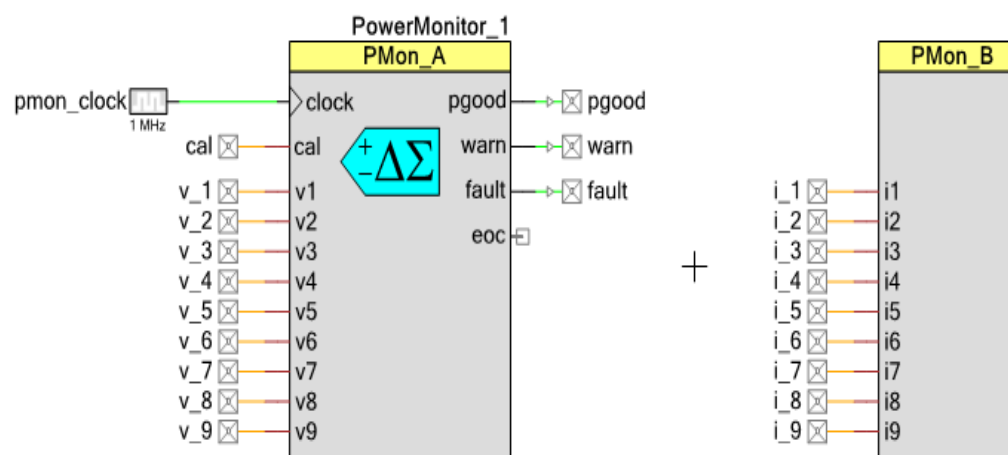 PowerMonitor_1
PMon_A
PMon_B
pmon_clock
1 MHz
clock
pgood
pgood
cal
cal
+
−
ΔΣ
warn
warn
v_1
v1
fault
fault
i_1
i1
v_2
v2
eoc
i_2
i2
v_3
v3
i_3
i3
v_4
v4
i_4
i4
v_5
v5
i_5
i5
v_6
v6
i_6
i6
v_7
v7
i_7
i7
v_8
v8
i_8
i8
v_9
v9
i_9
i9